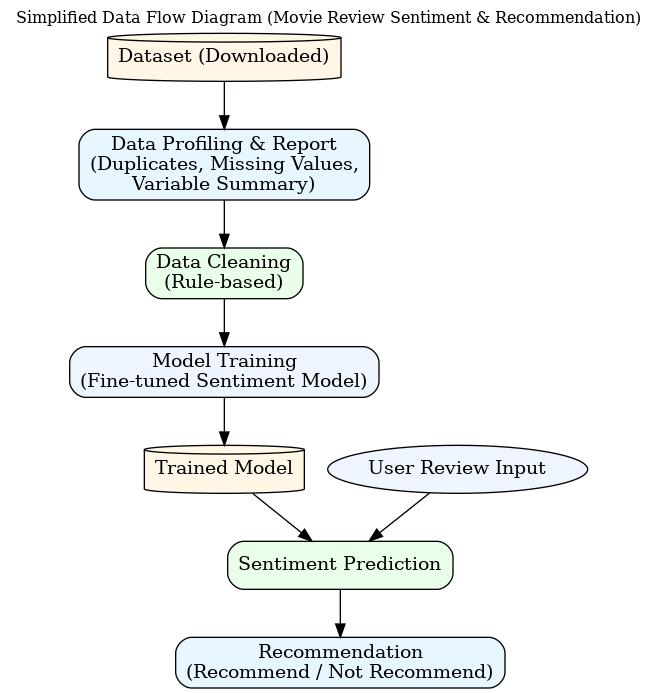 Simplified Data Flow Diagram (Movie Review Sentiment & Recommendation)
Dataset (Downloaded)
Data Profiling & Report
(Duplicates, Missing Values,
Variable Summary)
Data Cleaning
(Rule-based)
Model Training
(Fine-tuned Sentiment Model)
Trained Model
User Review Input
Sentiment Prediction
Recommendation
(Recommend / Not Recommend)